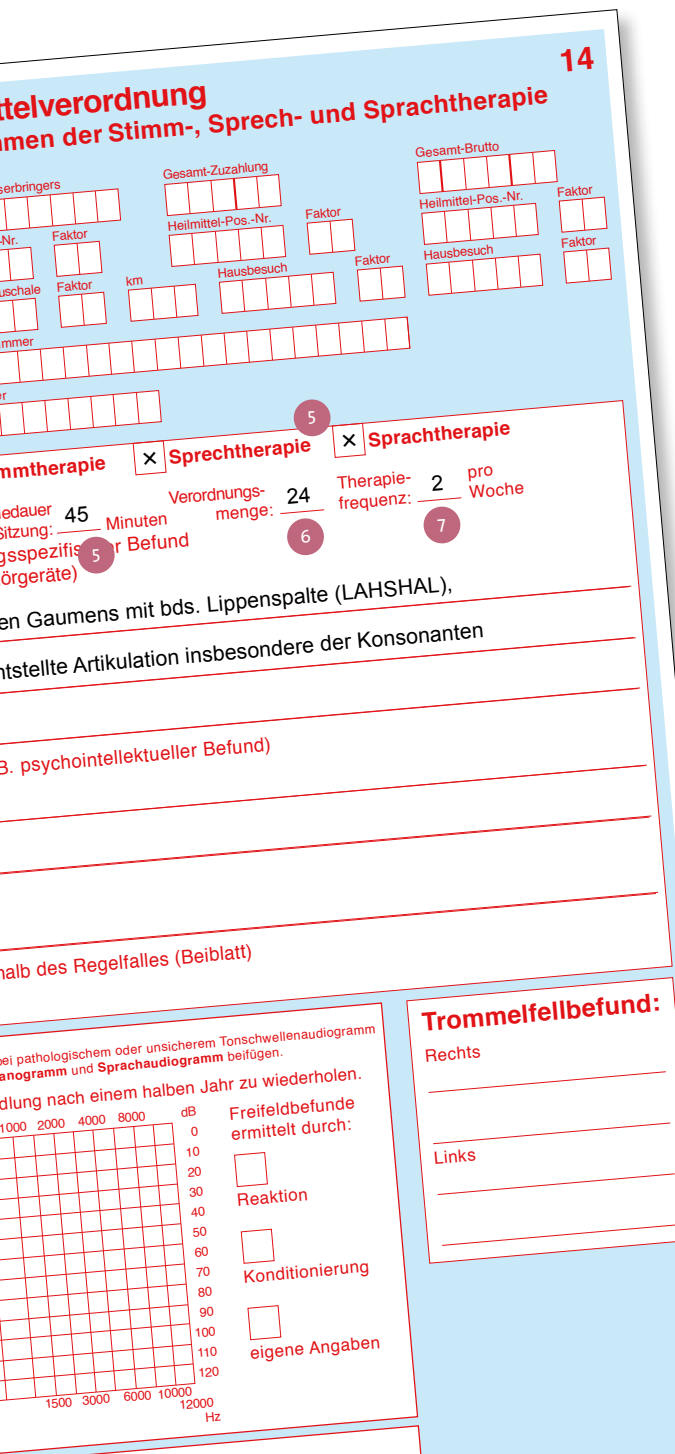 14
ttelverordnung
men der Stimm-, Sprech- und Sprachtherapie
serbringers
Gesamt-Zuzahlung
Gesamt-Brutto
-Nr.
Faktor
Heilmittel-Pos.-Nr.
Faktor
Heilmittel-Pos.-Nr.
Faktor
uschale
Faktor
km
Hausbesuch
Faktor
Hausbesuch
Faktor
mmer
r
5
mmtherapie
× Sprechtherapie
× Sprachtherapie
iedauer
Sitzung: 45 Minuten
Verordnungs-
menge: 24
Therapie-
frequenz: 2
pro
Woche
5
6
7
gsspezifis r Befund
örgeräte)
en Gaumens mit bds. Lippenspalte (LAHSHAL),
ntstellte Artikulation insbesondere der Konsonanten
B. psychointellektueller Befund)
halb des Regelfalles (Beiblatt)
bei pathologischem oder unsicherem Tonschwellenaudiogramm
anogramm und Sprachaudiogramm beifügen.
dlung nach einem halben Jahr zu wiederholen.
1000 2000 4000 8000
dB
0
10
20
30
40
50
60
70
80
90
100
110
120
1500 3000 6000 10000
12000
Hz
Freifeldbefunde
ermittelt durch:
Reaktion
Konditionierung
eigene Angaben
Trommelfellbefund:
Rechts
Links